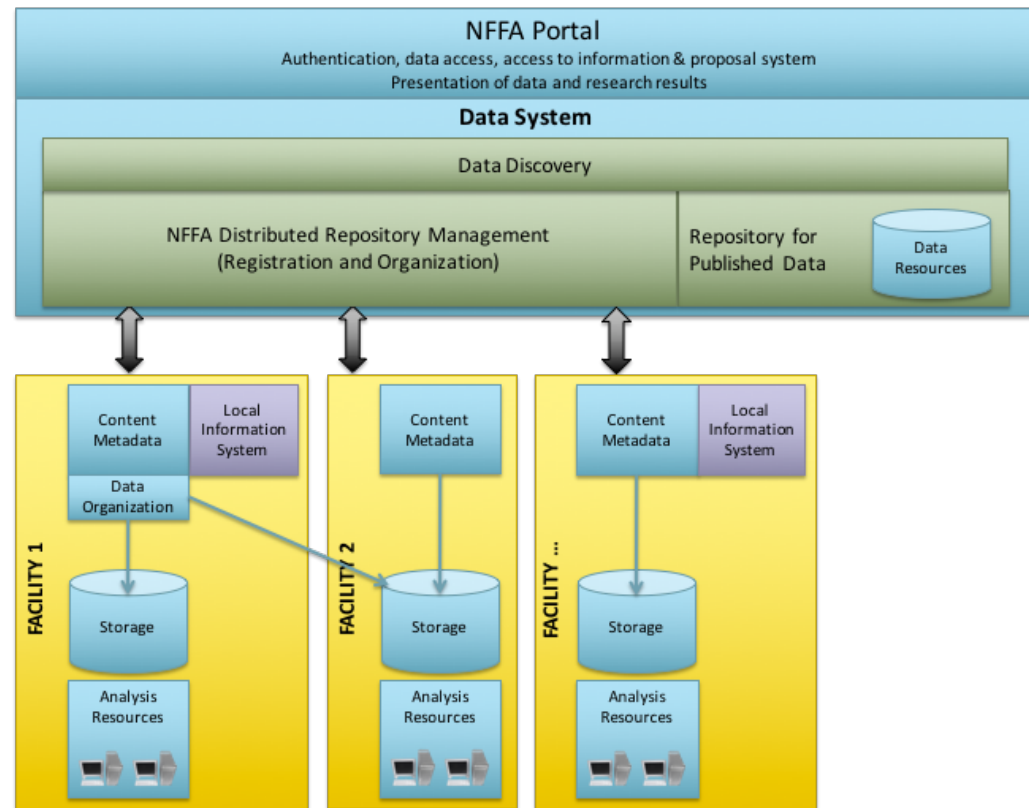 NFFA Portal
Authentication, data access, access to information & proposal system
Presentation of data and research results
Data System
Data Discovery
NFFA Distributed Repository Management
(Registration and Organization)
Repository for
Published Data
Data
Resources
FACILITY 1
Content
Metadata
Local
Information
System
Data
Organization
Storage
Analysis
Resources
FACILITY 2
Content
Metadata
Storage
Analysis
Resources
FACILITY ...
Content
Metadata
Local
Information
System
Storage
Analysis
Resources